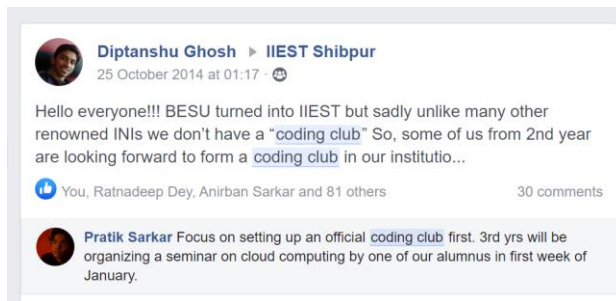 Diptanshu Ghosh ▸ IIEST Shibpur
25 October 2014 at 01:17 ·
Hello everyone!!! BESU turned into IIEST but sadly unlike many other
renowned INIs we don’t have a “coding club” So, some of us from 2nd year
are looking forward to form a coding club in our institutio...
You, Ratnadeep Dey, Anirban Sarkar and 81 others 30 comments
Pratik Sarkar Focus on setting up an official coding club first. 3rd yrs will be
organizing a seminar on cloud computing by one of our alumnus in first week of
January.